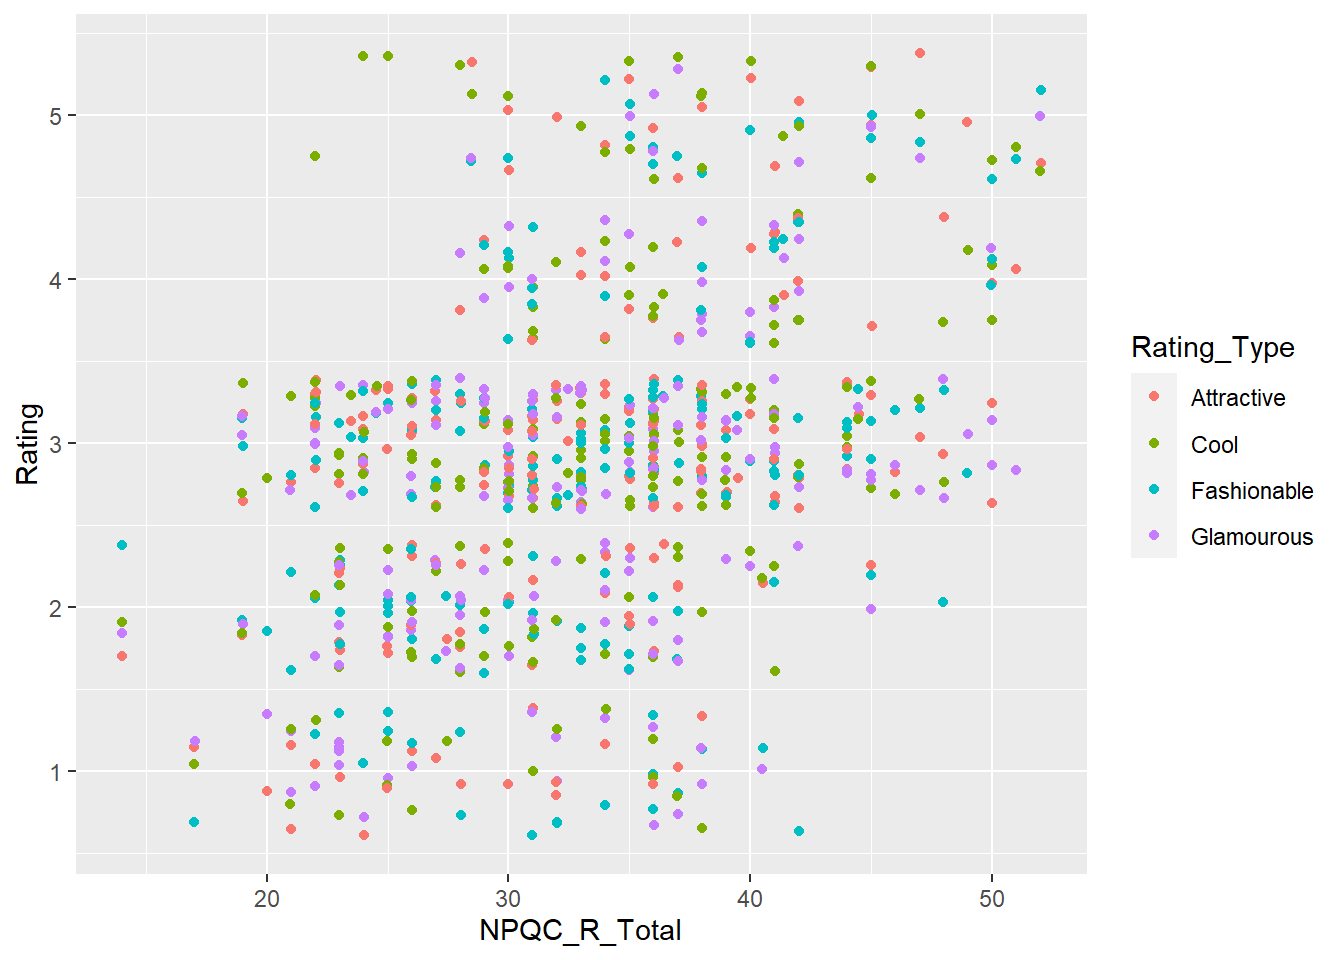 5
4
3
2
1
Rating
20
30
40
50
NPQC_R_Total
Rating_Type
Attractive
Cool
Fashionable
Glamourous